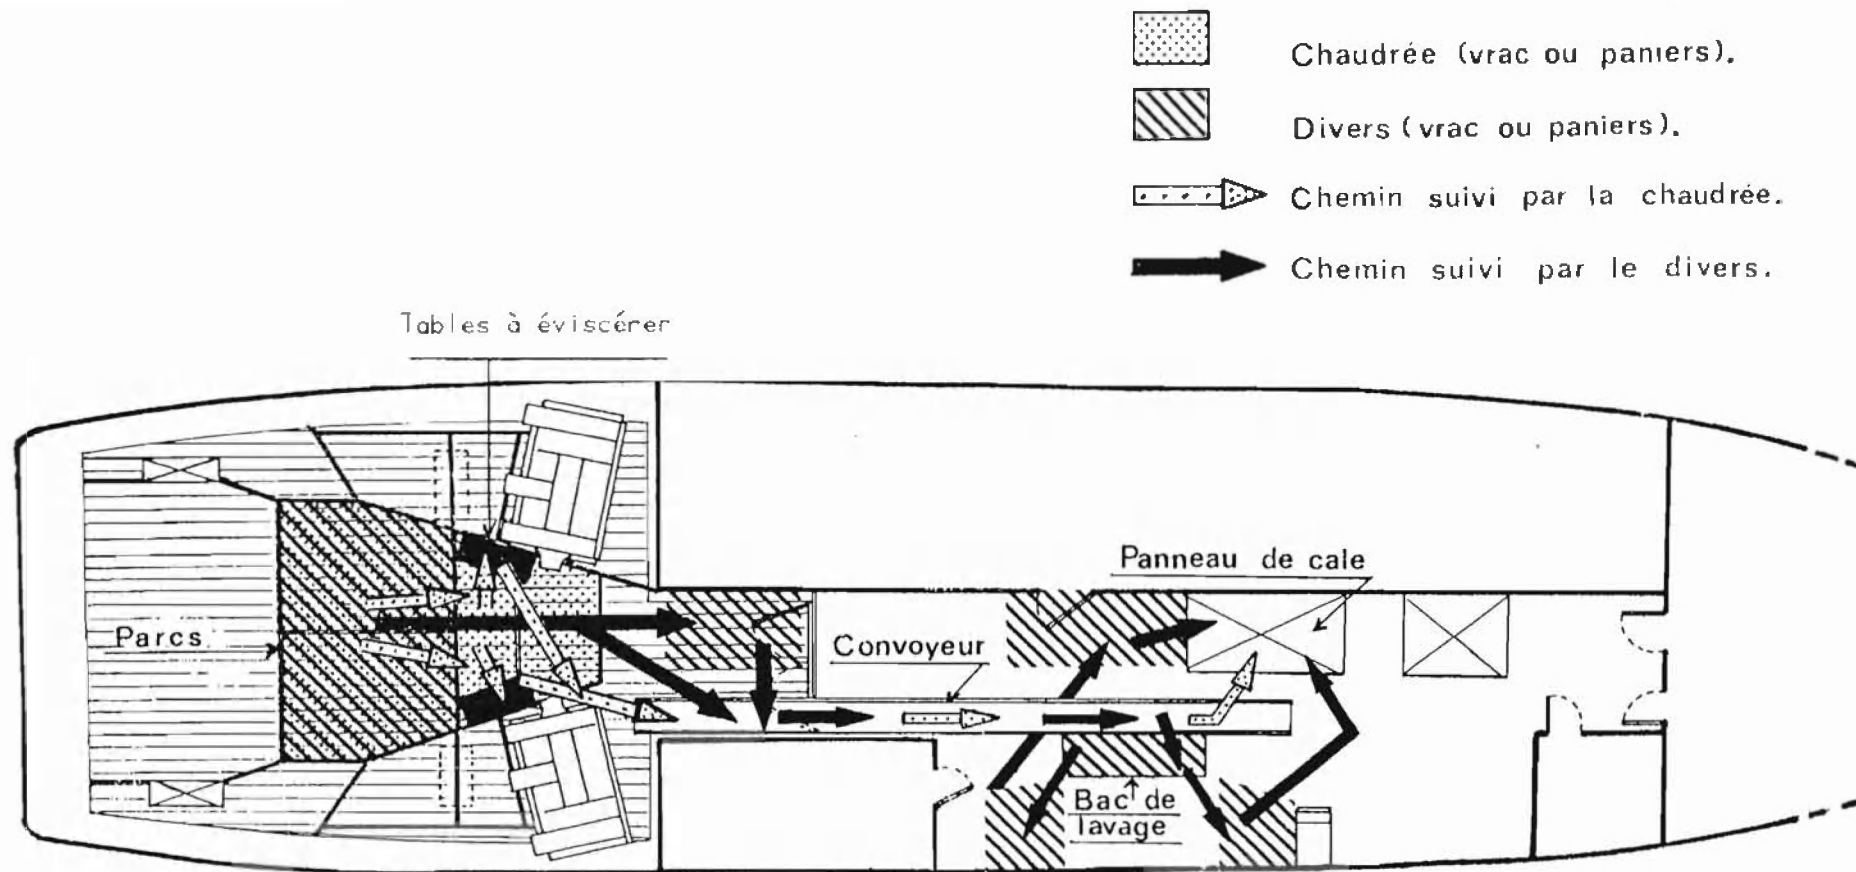 Chaudrée (vrac ou paniers).
Divers (vrac ou paniers).
Chemin suivi par la chaudrée.
Chemin suivi par le divers.
Tables à éviscérer
Panneau de cale
Parcs
Convoyeur
Bac de
lavage